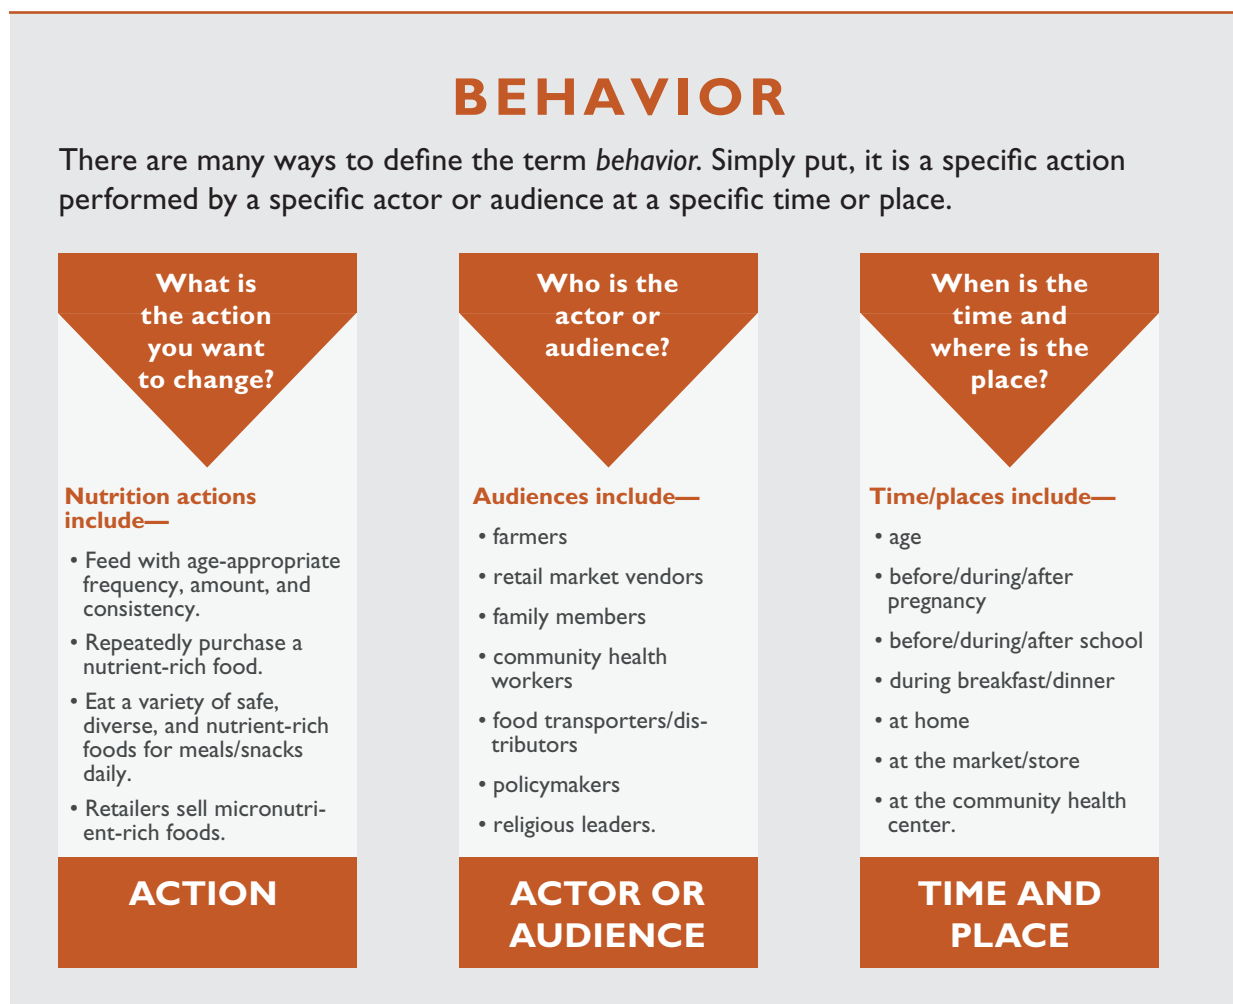 BEHAVIOR
There are many ways to define the term behavior. Simply put, it is a specific action
performed by a specific actor or audience at a specific time or place.
What is
the action
you want
to change?
Nutrition actions
include—
• Feed with age-appropriate
frequency, amount, and
consistency.
• Repeatedly purchase a
nutrient-rich food.
• Eat a variety of safe,
diverse, and nutrient-rich
foods for meals/snacks
daily.
• Retailers sell micronutri-
ent-rich foods.
ACTION
Who is the
actor or
audience?
Audiences include—
• farmers
• retail market vendors
• family members
• community health
workers
• food transporters/dis-
tributors
• policymakers
• religious leaders.
ACTOR OR
AUDIENCE
When is the
time and
where is the
place?
Time/places include—
• age
• before/during/after
pregnancy
• before/during/after school
• during breakfast/dinner
• at home
• at the market/store
• at the community health
center.
TIME AND
PLACE